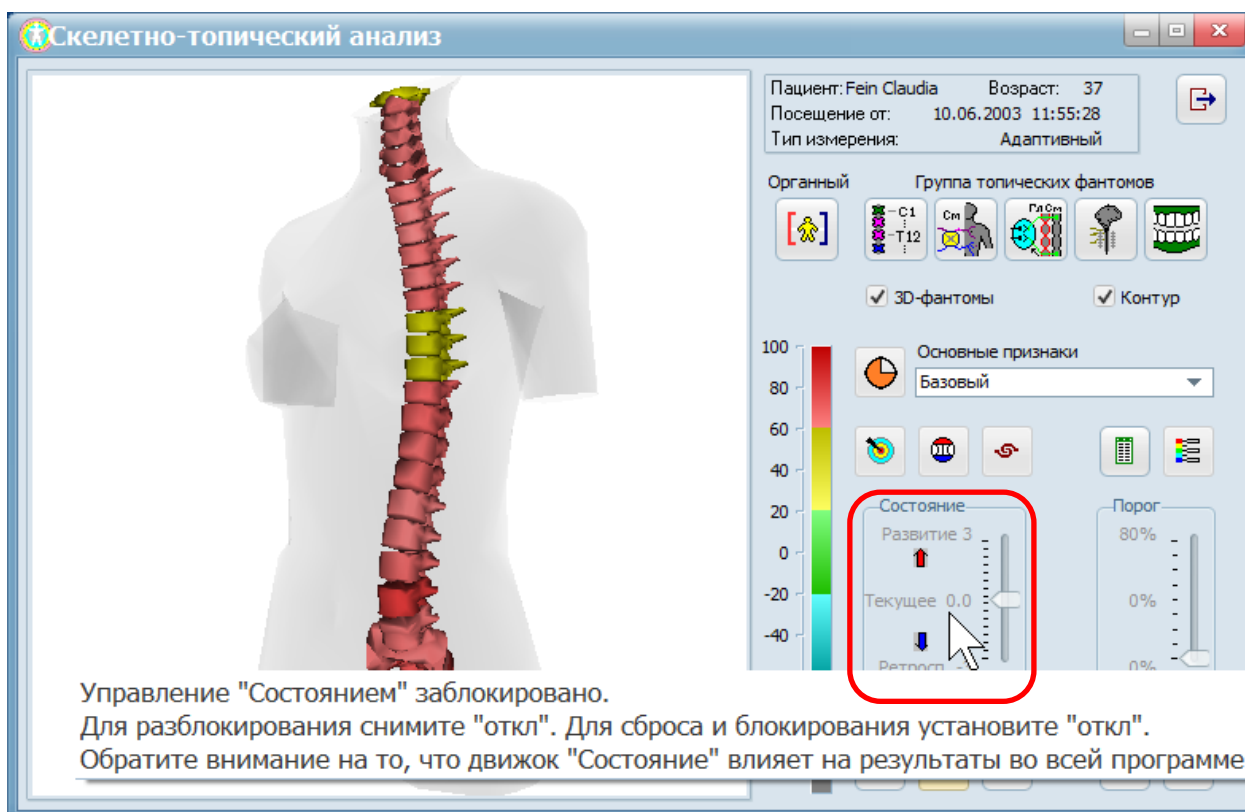 Скелетно-топический анализ
Пациент: Fein Claudia Возраст: 37
Посещение от: 10.06.2003 11:55:28
Тип измерения: Адаптивный
Органный Группа топических фантомов
C1
T12
См
ГлСм
3D-фантомы Контур
100
80
60
40
20
0
-20
-40
Основные признаки
Базовый
Состояние
Развитие 3
Текущее 0.0
Ретросп.
Порог
80%
0%
0%
Управление "Состоянием" заблокировано.
Для разблокирования снимите "откл". Для сброса и блокирования установите "откл".
Обратите внимание на то, что движок "Состояние" влияет на результаты во всей программе